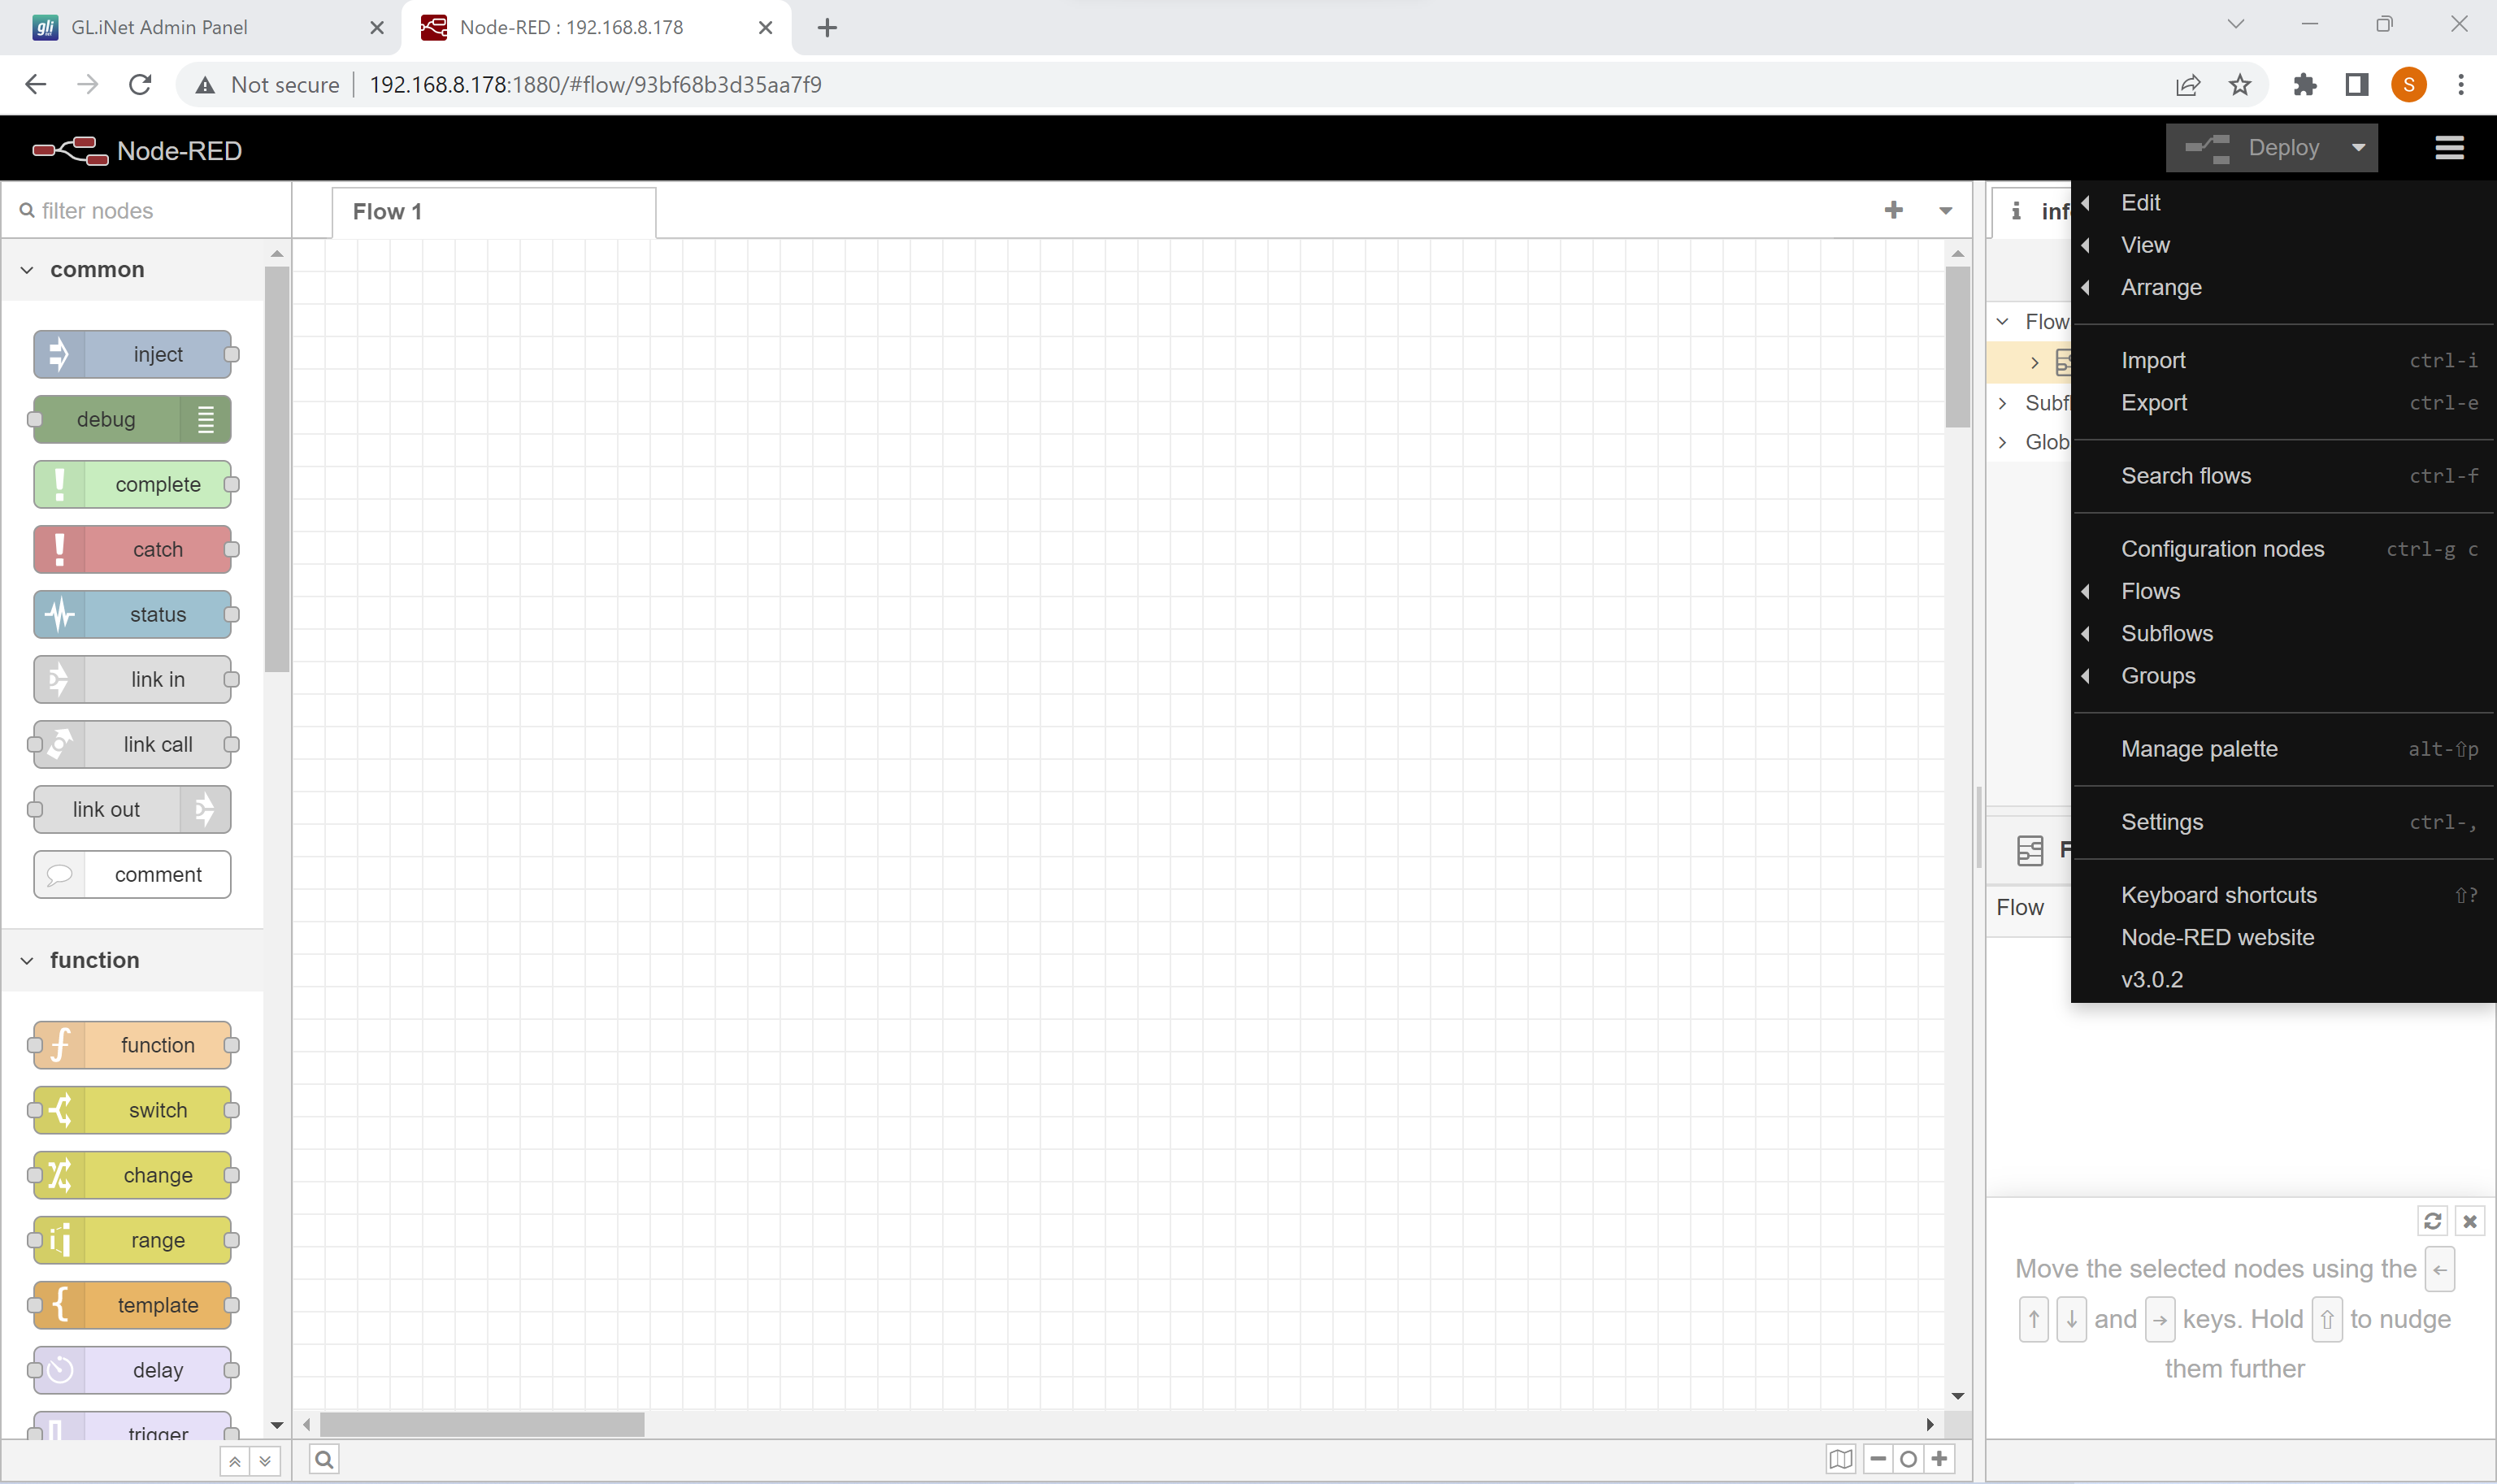 GL.iNet Admin Panel
Node-RED : 192.168.8.178
Not secure
192.168.8.178:1880/#flow/93bf68b3d35aa7f9
S
Node-RED
Deploy
filter nodes
Flow 1
common
inject
debug
complete
catch
status
link in
link call
link out
comment
function
function
switch
change
range
template
delay
trigger
inf
Flow
Subfl
Glob
F
Flow
Edit
View
Arrange
Import ctrl-i
Export ctrl-e
Search flows ctrl-f
Configuration nodes ctrl-g c
Flows
Subflows
Groups
Manage palette alt-⇧p
Settings ctrl-,
Keyboard shortcuts ⇧?
Node-RED website
v3.0.2
Move the selected nodes using the ←
↑ ↓ and → keys. Hold ⇧ to nudge
them further